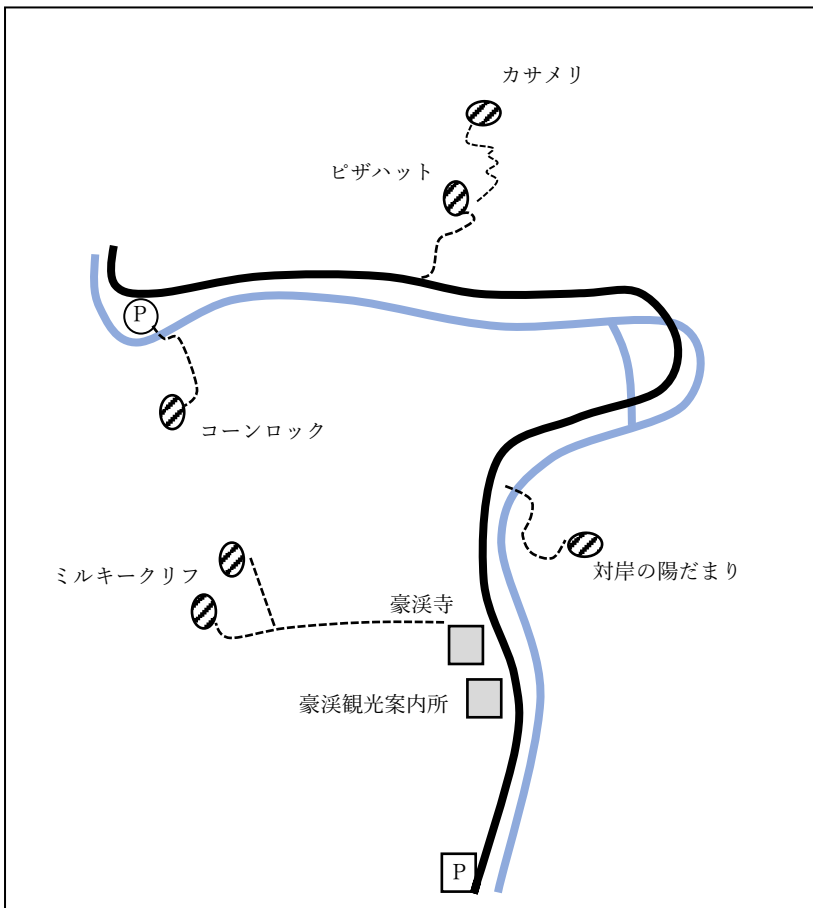 カサメリ
ピザハット
P
コーンロック
対岸の陽だまり
ミルキークリフ
豪渓寺
豪渓観光案内所
P